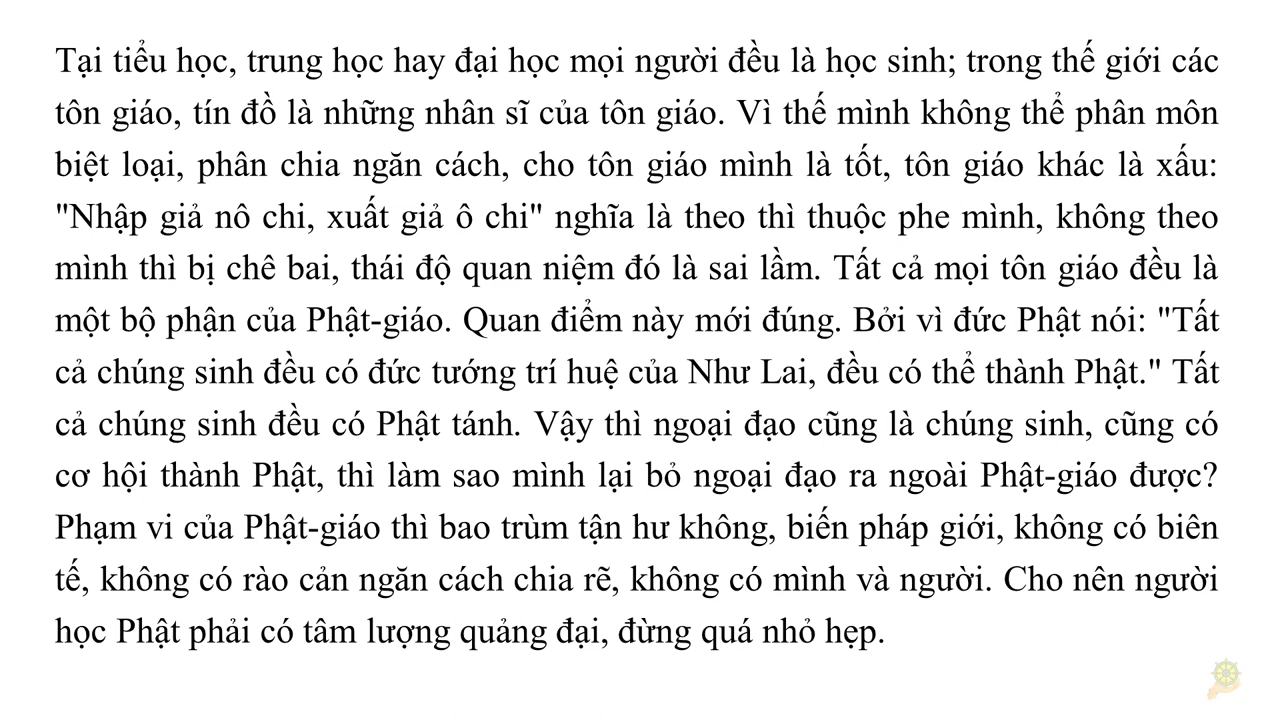 Tại tiểu học, trung học hay đại học mọi người đều là học sinh; trong thế giới các
tôn giáo, tín đồ là những nhân sĩ của tôn giáo. Vì thế mình không thể phân môn
biệt loại, phân chia ngăn cách, cho tôn giáo mình là tốt, tôn giáo khác là xấu:
"Nhập giả nô chi, xuất giả ô chi" nghĩa là theo thì thuộc phe mình, không theo
mình thì bị chê bai, thái độ quan niệm đó là sai lầm. Tất cả mọi tôn giáo đều là
một bộ phận của Phật-giáo. Quan điểm này mới đúng. Bởi vì đức Phật nói: "Tất
cả chúng sinh đều có đức tướng trí huệ của Như Lai, đều có thể thành Phật." Tất
cả chúng sinh đều có Phật tánh. Vậy thì ngoại đạo cũng là chúng sinh, cũng có
cơ hội thành Phật, thì làm sao mình lại bỏ ngoại đạo ra ngoài Phật-giáo được?
Phạm vi của Phật-giáo thì bao trùm tận hư không, biến pháp giới, không có biên
tế, không có rào cản ngăn cách chia rẽ, không có mình và người. Cho nên người
học Phật phải có tâm lượng quảng đại, đừng quá nhỏ hẹp.